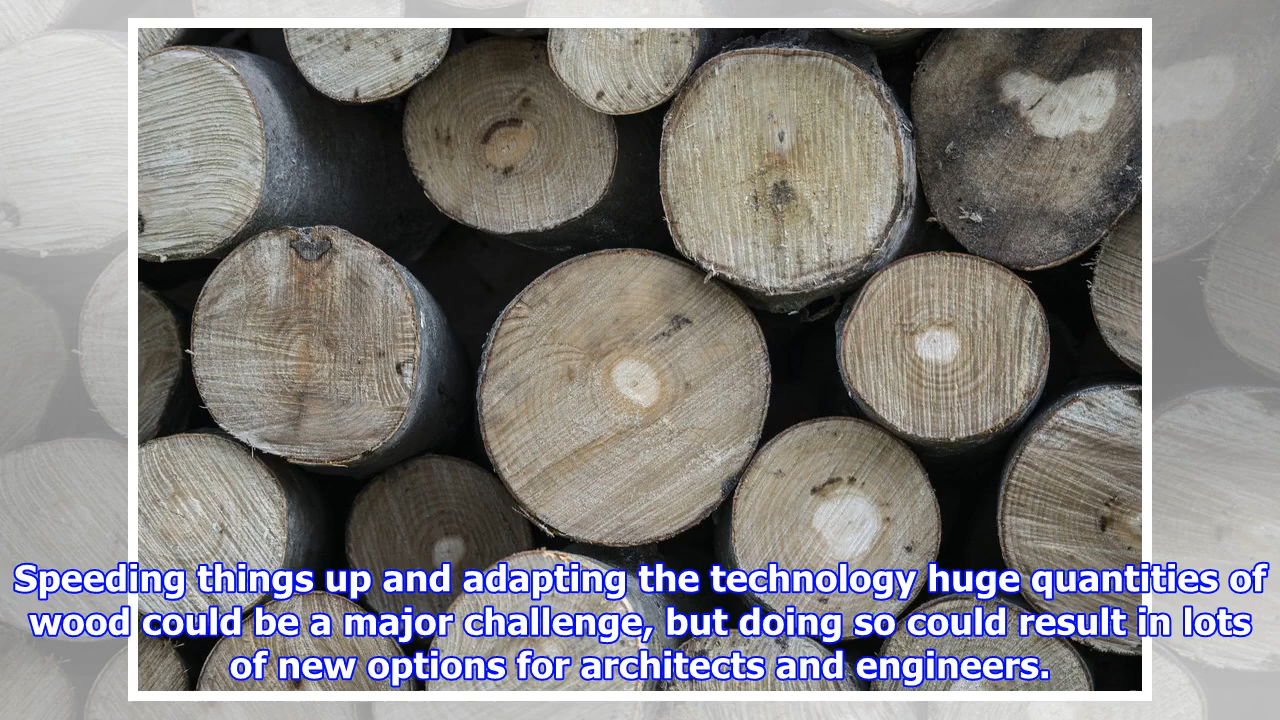 Speeding things up and adapting the technology huge quantities of
wood could be a major challenge, but doing so could result in lots
of new options for architects and engineers.